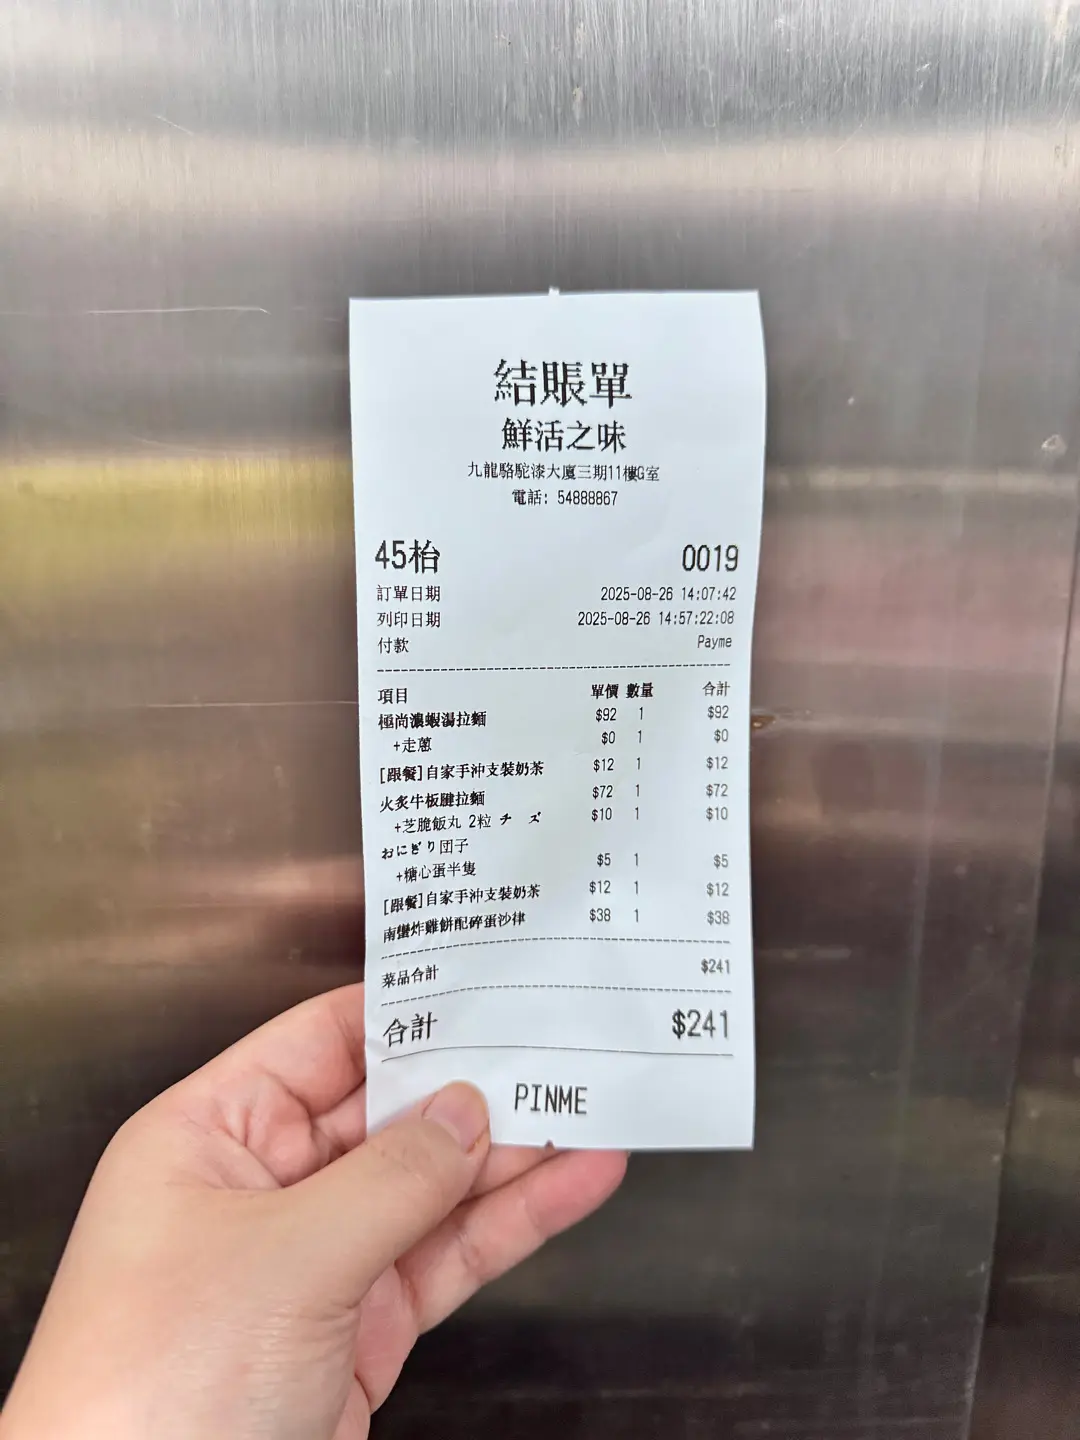 結賬單
鮮活之味
九龍駱駝漆大廈三期11樓G室
電話: 54888867
45枱 0019
訂單日期 2025-08-26 14:07:42
列印日期 2025-08-26 14:57:22:08
付款 Payme
項目 單價 數量 合計
極尚濃蝦湯拉麵 $92 1 $92
+走蔥 $0 1 $0
[跟餐]自家手沖支裝奶茶 $12 1 $12
火炙牛板腱拉麵 $72 1 $72
+芝脆飯丸 2粒 チ ズ $10 1 $10
おにぎり団子
+糖心蛋半隻 $5 1 $5
[跟餐]自家手沖支裝奶茶 $12 1 $12
南蠻炸雞餅配碎蛋沙律 $38 1 $38
菜品合計 $241
合計 $241
PINME